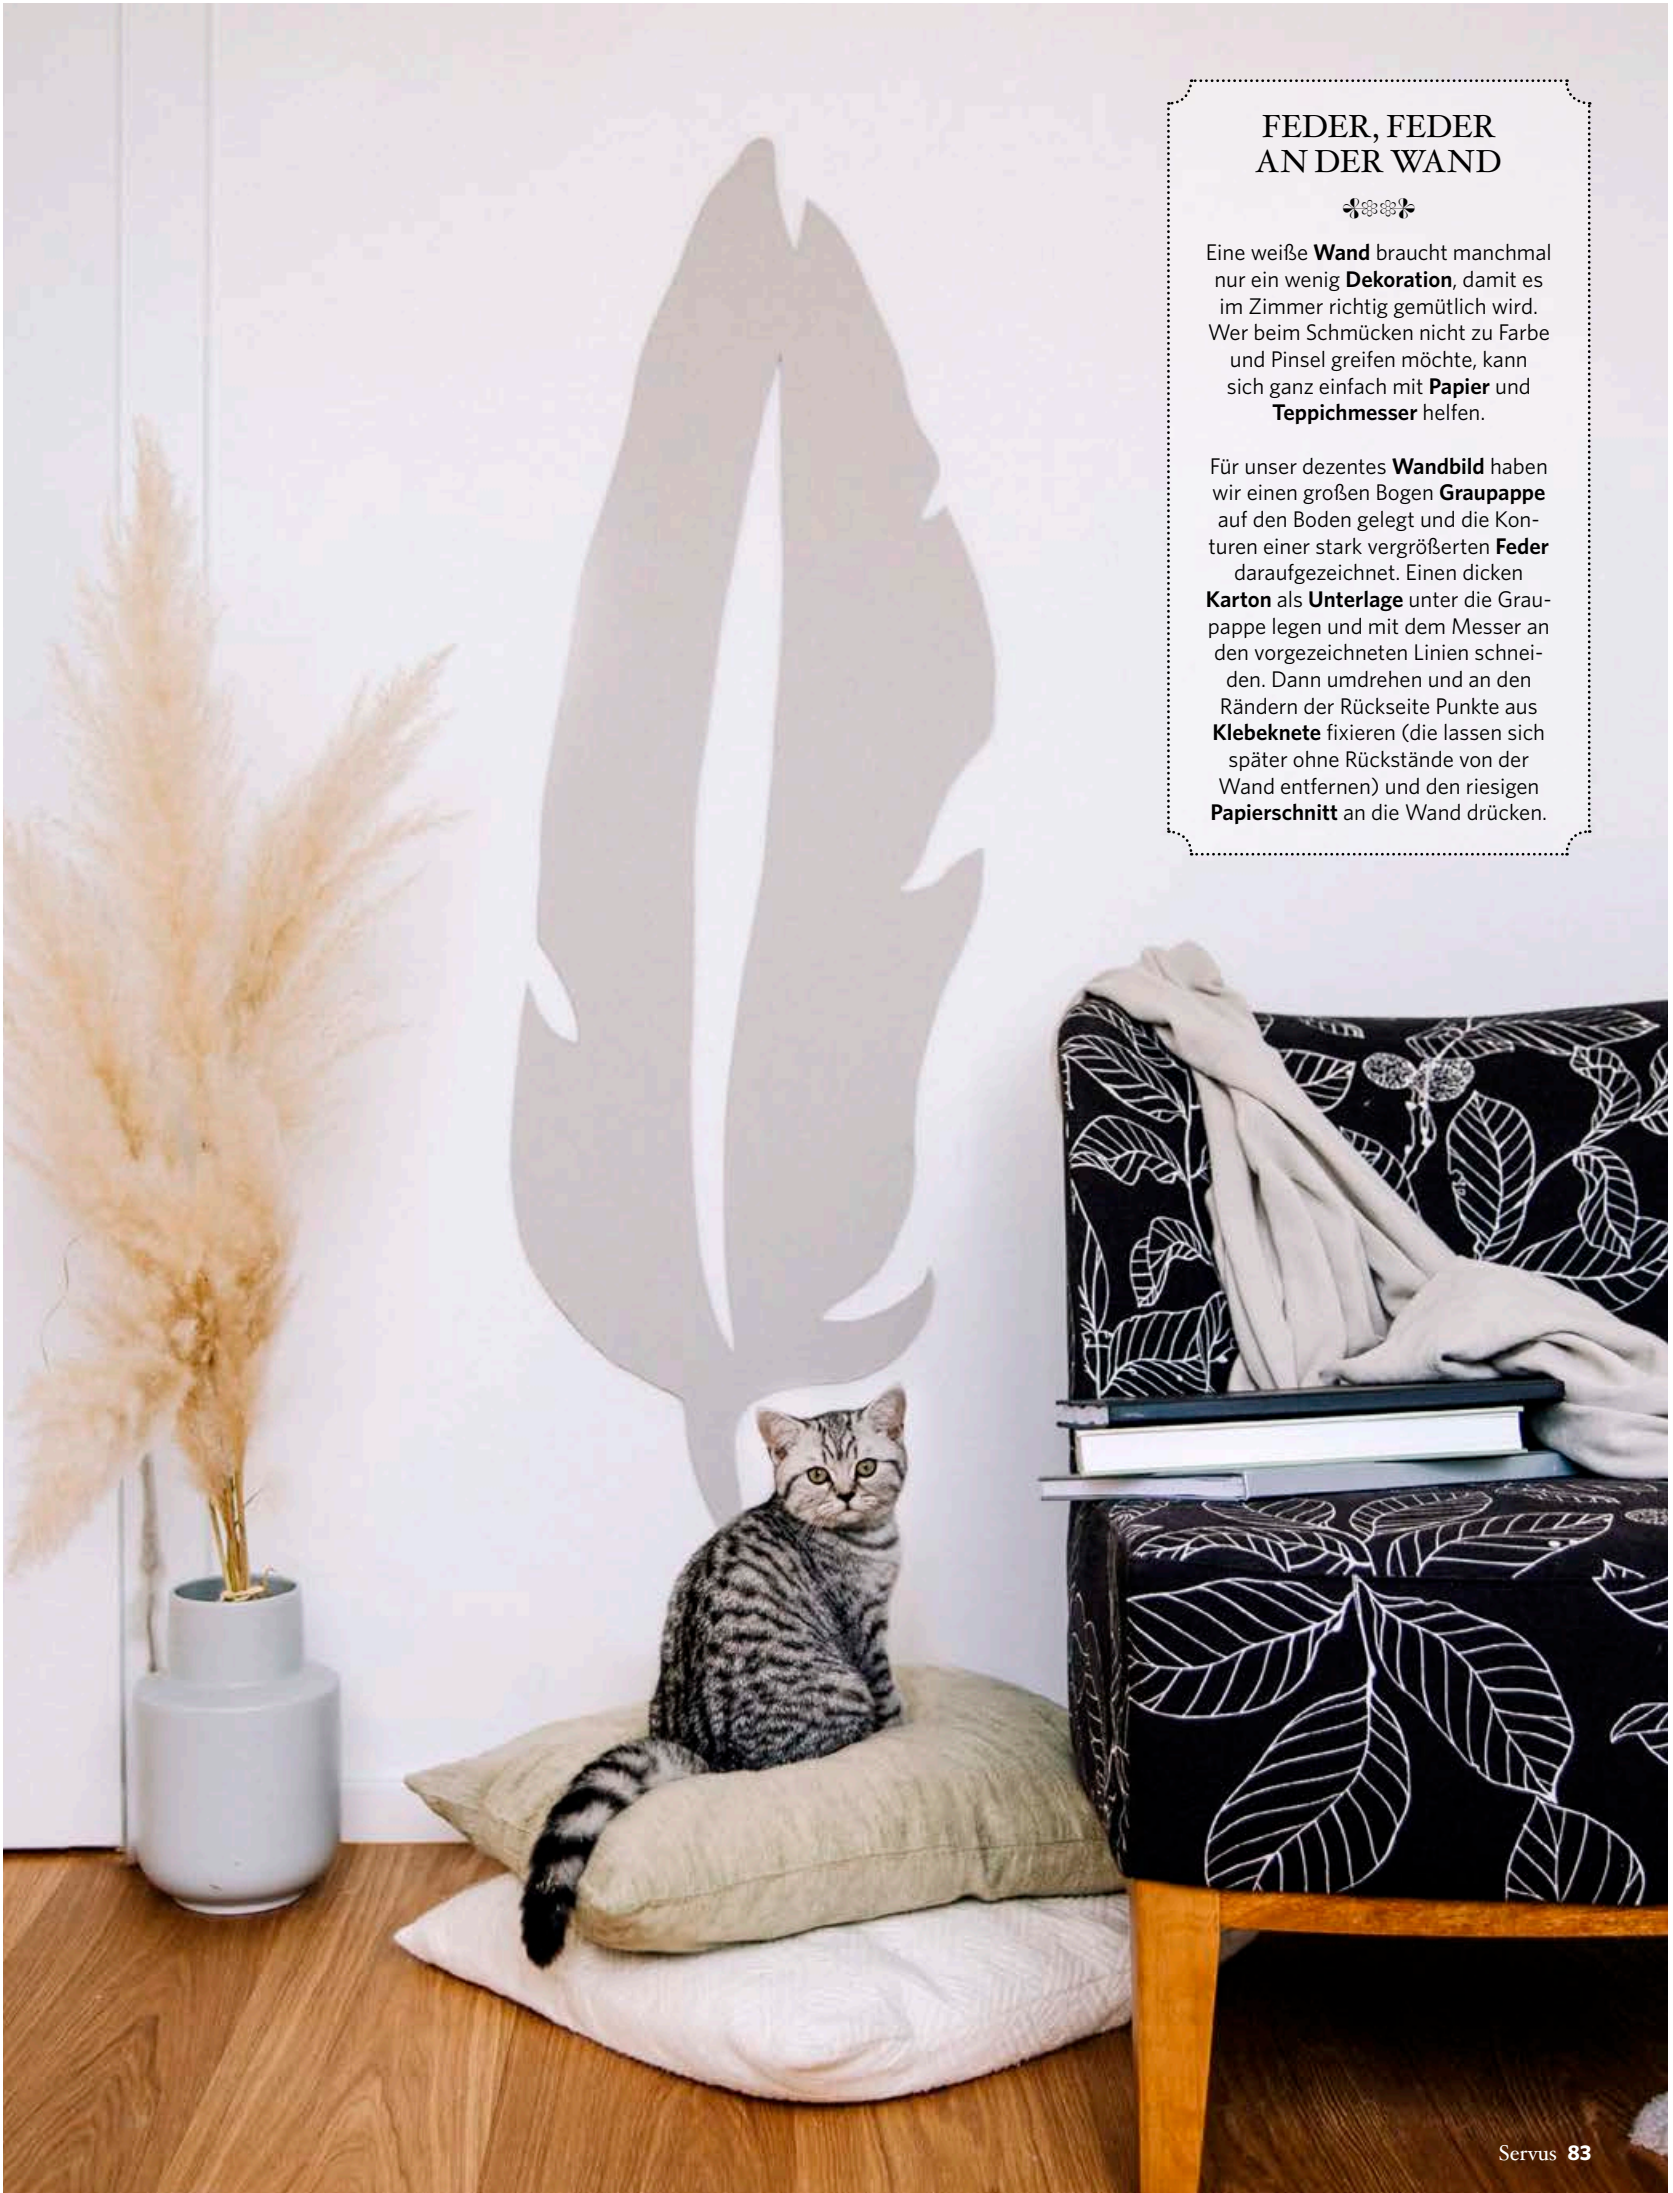 FEDER, FEDER
AN DER WAND
Eine weiße Wand braucht manchmal
nur ein wenig Dekoration, damit es
im Zimmer richtig gemütlich wird.
Wer beim Schmücken nicht zu Farbe
und Pinsel greifen möchte, kann
sich ganz einfach mit Papier und
Teppichmesser helfen.
Für unser dezentes Wandbild haben
wir einen großen Bogen Graupappe
auf den Boden gelegt und die Kon-
turen einer stark vergrößerten Feder
daraufgezeichnet. Einen dicken
Karton als Unterlage unter die Grau-
pappe legen und mit dem Messer an
den vorgezeichneten Linien schnei-
den. Dann umdrehen und an den
Rändern der Rückseite Punkte aus
Klebeknete fixieren (die lassen sich
später ohne Rückstände von der
Wand entfernen) und den riesigen
Papierschnitt an die Wand drücken.
Servus 83